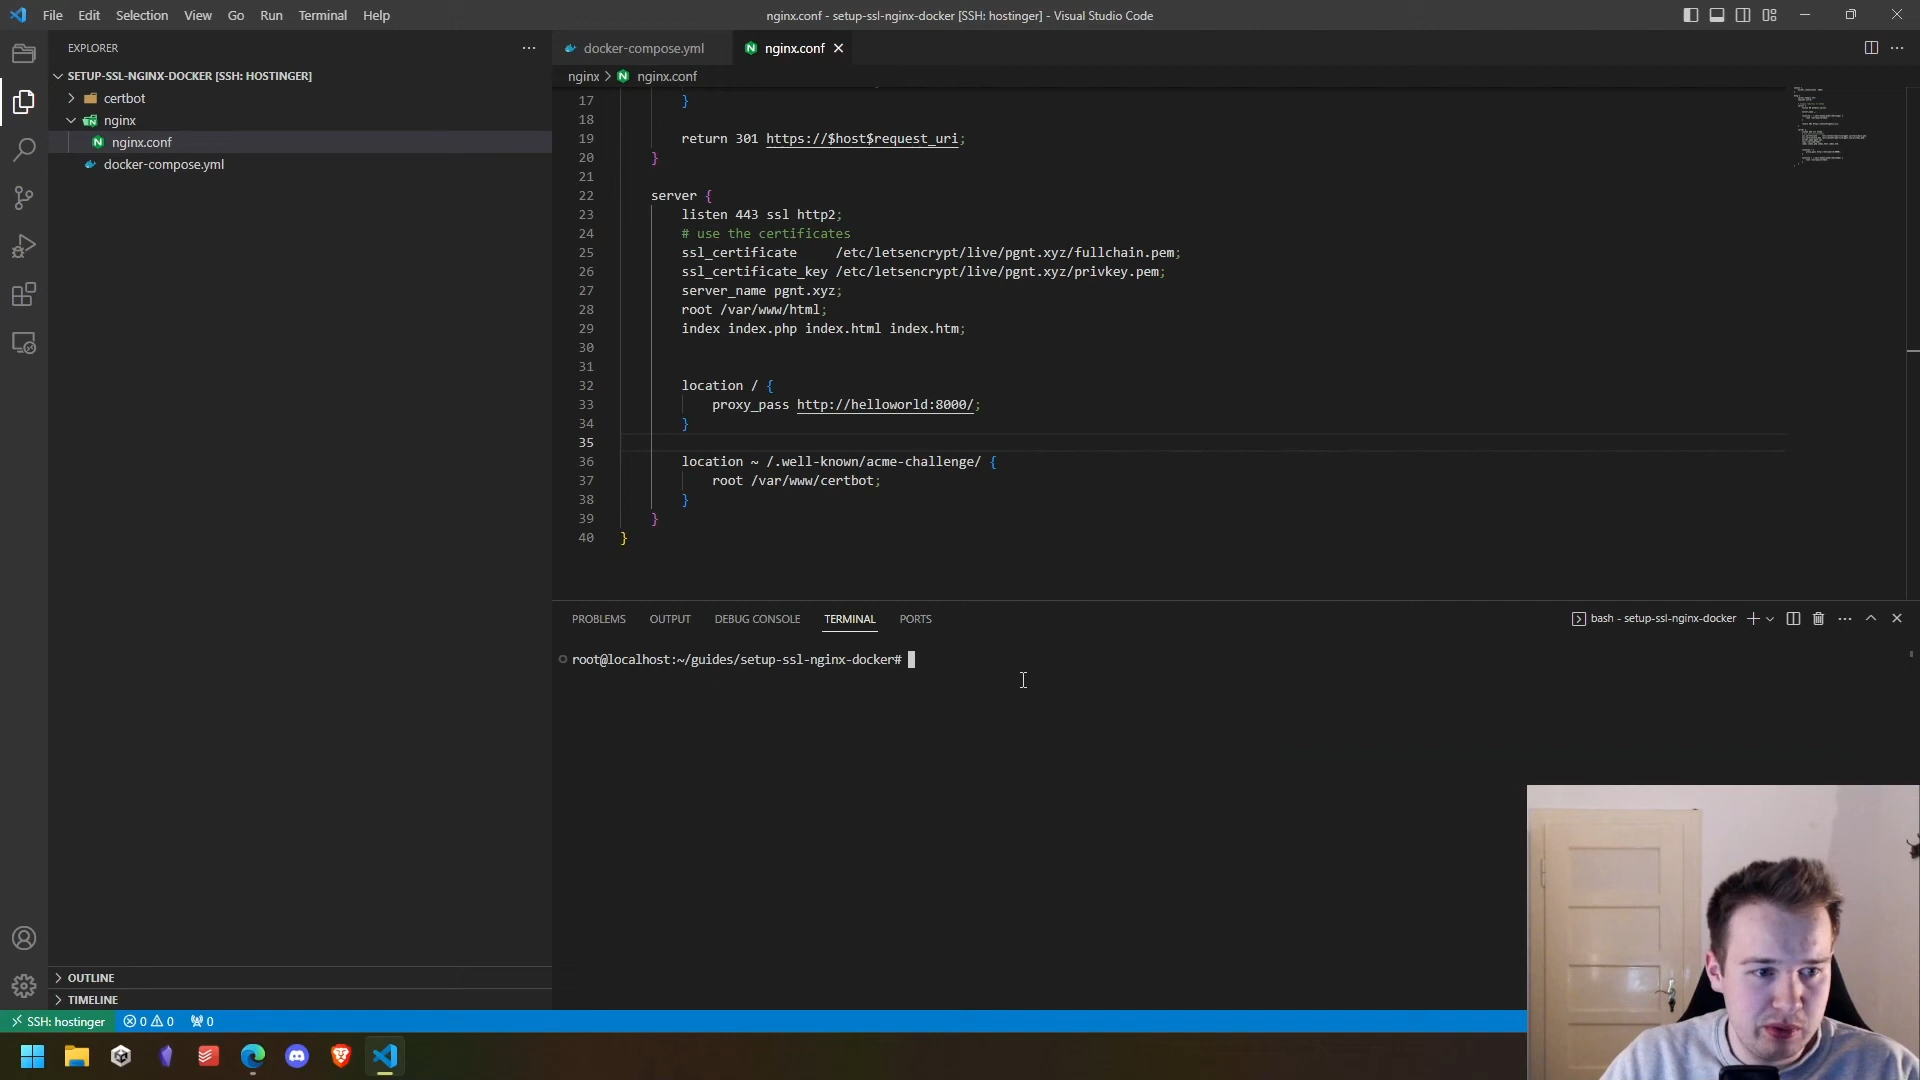 File Edit Selection View Go Run Terminal Help
nginx.conf - setup-ssl-nginx-docker [SSH: hostinger] - Visual Studio Code
EXPLORER
SETUP-SSL-NGINX-DOCKER [SSH: HOSTINGER]
certbot
nginx
nginx.conf
docker-compose.yml
OUTLINE
TIMELINE
docker-compose.yml nginx.conf
nginx > nginx.conf
17 }
18
19 return 301 https://$host$request_uri;
20 }
21
22 server {
23 listen 443 ssl http2;
24 # use the certificates
25 ssl_certificate /etc/letsencrypt/live/pgnt.xyz/fullchain.pem;
26 ssl_certificate_key /etc/letsencrypt/live/pgnt.xyz/privkey.pem;
27 server_name pgnt.xyz;
28 root /var/www/html;
29 index index.php index.html index.htm;
30
31
32 location / {
33 proxy_pass http://helloworld:8000/;
34 }
35
36 location ~ /.well-known/acme-challenge/ {
37 root /var/www/certbot;
38 }
39 }
40 }
PROBLEMS OUTPUT DEBUG CONSOLE TERMINAL PORTS
bash - setup-ssl-nginx-docker
root@localhost:~/guides/setup-ssl-nginx-docker#
SSH: hostinger 0 0 0